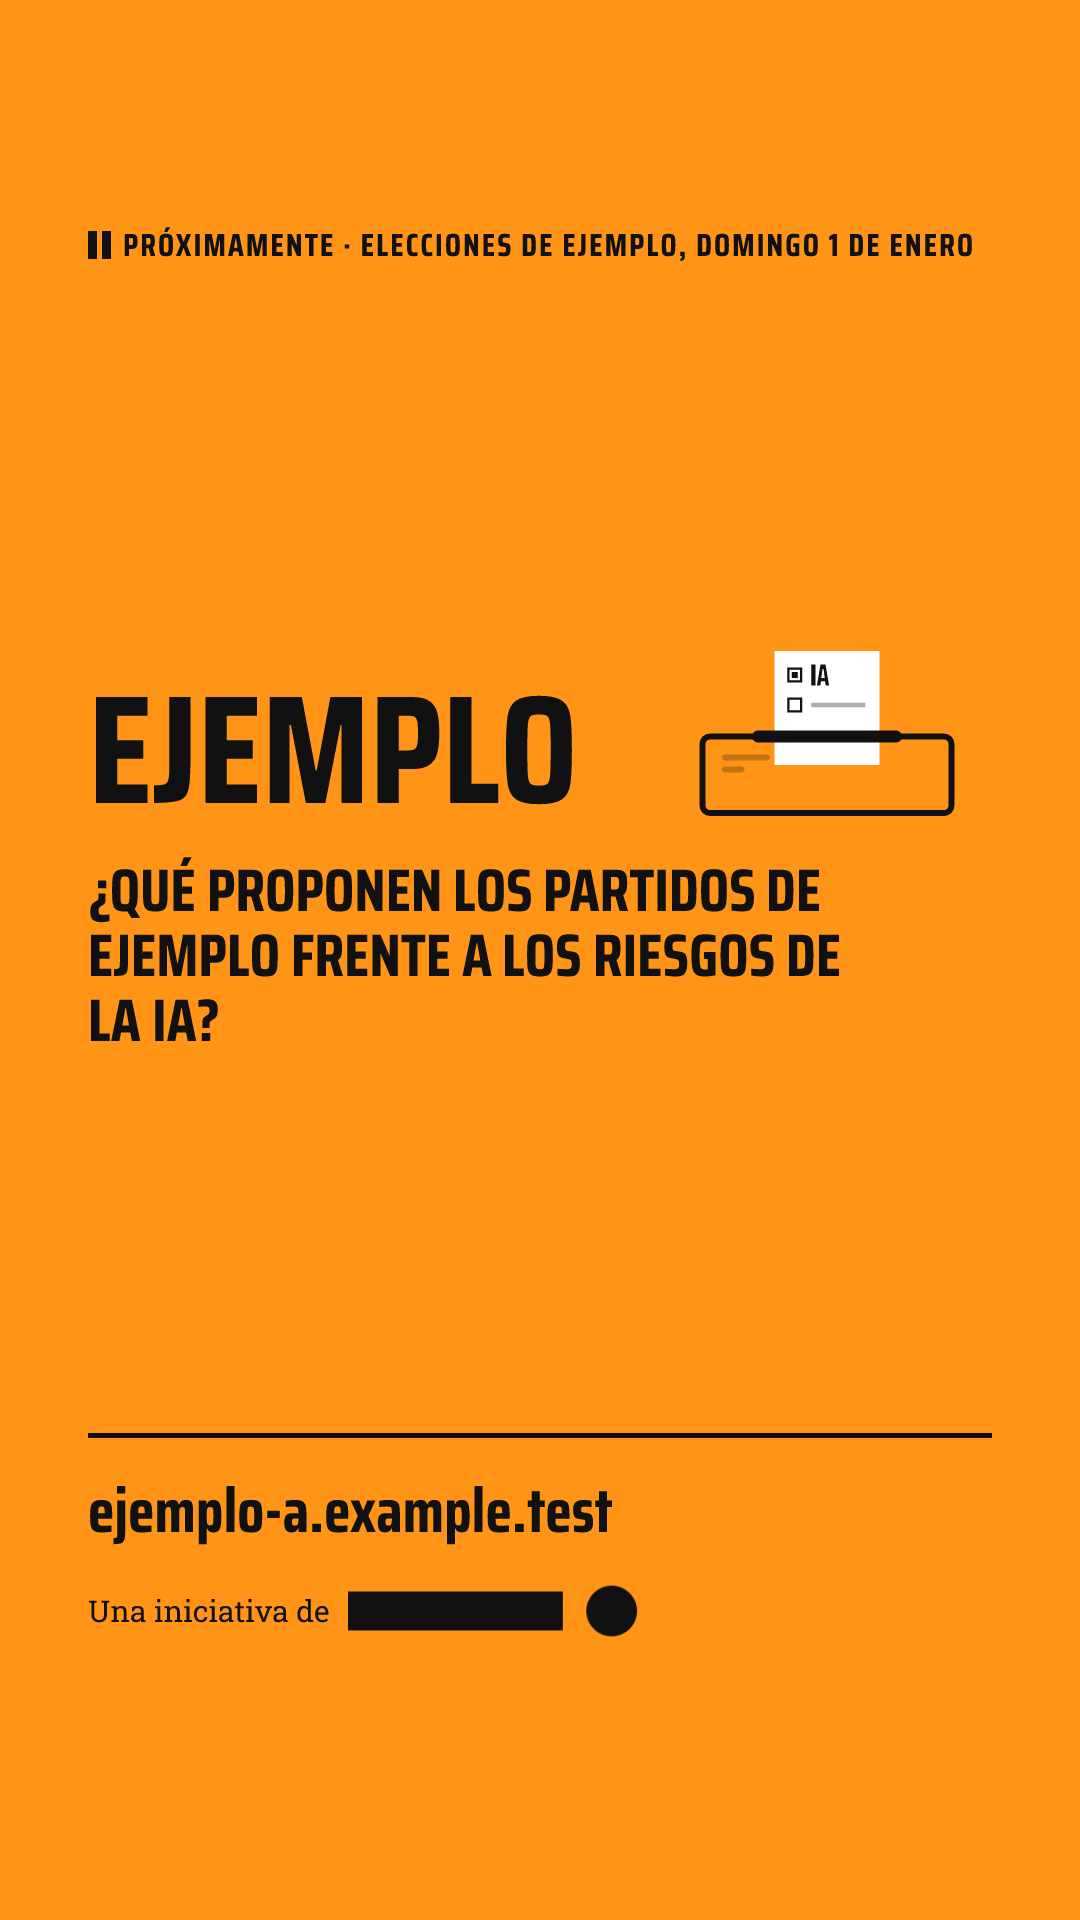 PRÓXIMAMENTE · ELECCIONES DE EJEMPLO, DOMINGO 1 DE ENERO
IA
EJEMPLO
¿QUÉ PROPONEN LOS PARTIDOS DE
EJEMPLO FRENTE A LOS RIESGOS DE
LA IA?
ejemplo-a.example.test
Una iniciativa de